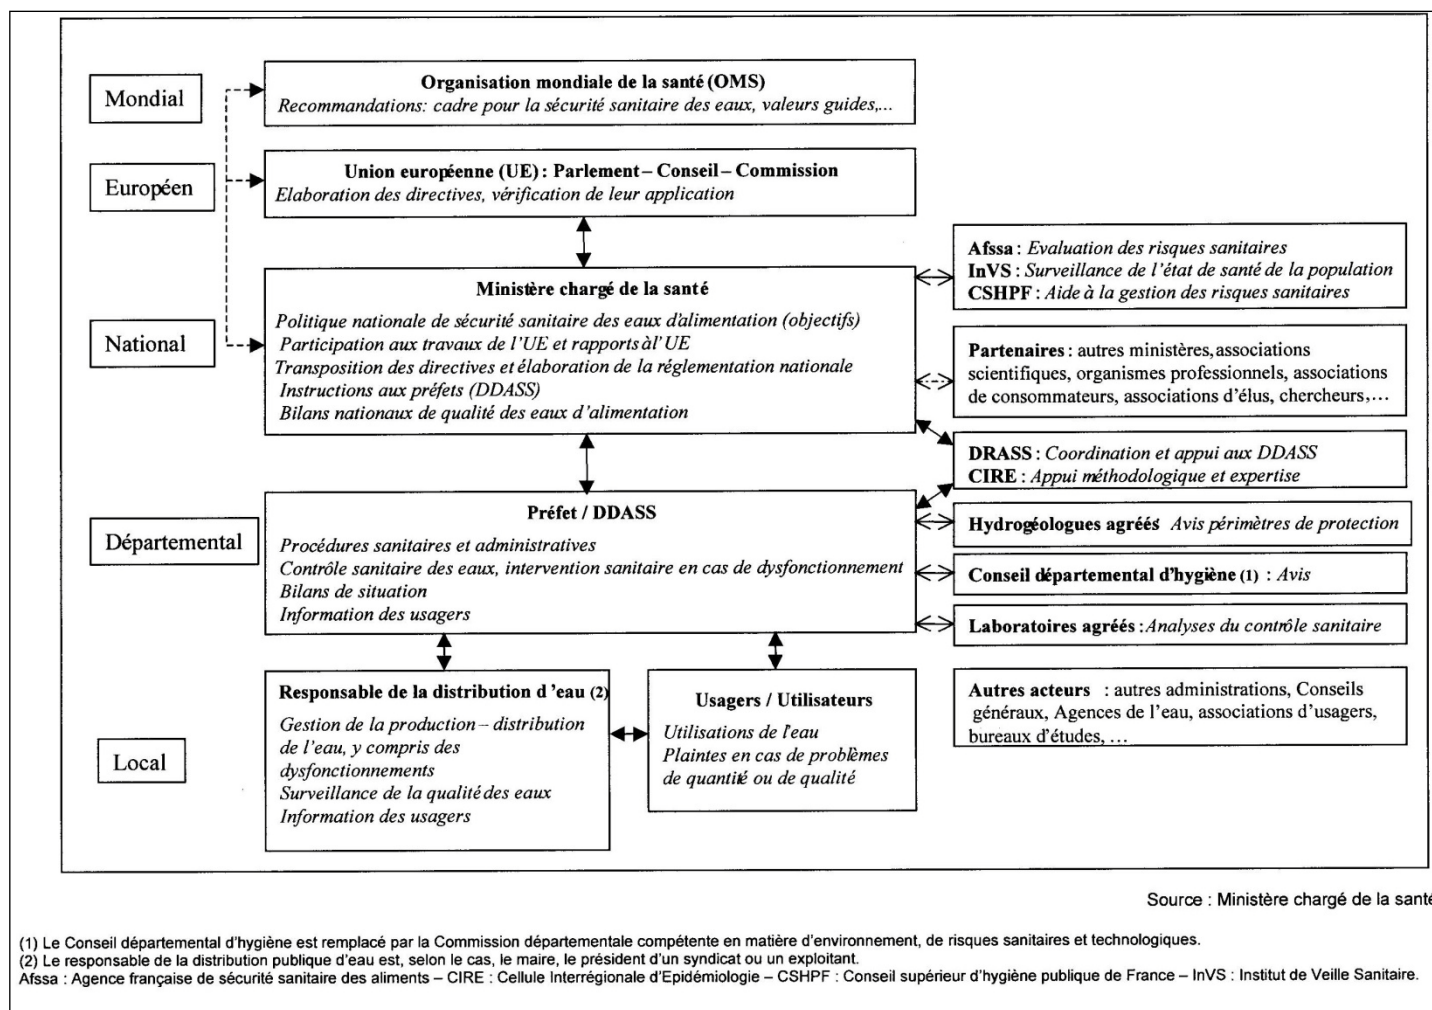 Mondial
Organisation mondiale de la santé (OMS)
Recommandations: cadre pour la sécurité sanitaire des eaux, valeurs guides,...
Européen
Union européenne (UE) : Parlement – Conseil – Commission
Elaboration des directives, vérification de leur application
National
Ministère chargé de la santé
Politique nationale de sécurité sanitaire des eaux d'alimentation (objectifs)
Participation aux travaux de l'UE et rapports à l'UE
Transposition des directives et élaboration de la réglementation nationale
Instructions aux préfets (DDASS)
Bilans nationaux de qualité des eaux d'alimentation
Afssa : Evaluation des risques sanitaires
InVS : Surveillance de l'état de santé de la population
CSHPF : Aide à la gestion des risques sanitaires
Partenaires : autres ministères, associations
scientifiques, organismes professionnels, associations
de consommateurs, associations d'élus, chercheurs,...
DRASS : Coordination et appui aux DDASS
CIRE : Appui méthodologique et expertise
Départemental
Préfet / DDASS
Procédures sanitaires et administratives
Contrôle sanitaire des eaux, intervention sanitaire en cas de dysfonctionnement
Bilans de situation
Information des usagers
Hydrogéologues agréés : Avis périmètres de protection
Conseil départemental d'hygiène (1) : Avis
Laboratoires agréés : Analyses du contrôle sanitaire
Local
Responsable de la distribution d'eau (2)
Gestion de la production – distribution
de l'eau, y compris des
dysfonctionnements
Surveillance de la qualité des eaux
Information des usagers
Usagers / Utilisateurs
Utilisations de l'eau
Plaintes en cas de problèmes
de quantité ou de qualité
Autres acteurs : autres administrations, Conseils
généraux, Agences de l'eau, associations d'usagers,
bureaux d'études, ...
Source : Ministère chargé de la santé
(1) Le Conseil départemental d'hygiène est remplacé par la Commission départementale compétente en matière d'environnement, de risques sanitaires et technologiques.
(2) Le responsable de la distribution publique d'eau est, selon le cas, le maire, le président d'un syndicat ou un exploitant.
Afssa : Agence française de sécurité sanitaire des aliments – CIRE : Cellule Interrégionale d'Epidémiologie – CSHPF : Conseil supérieur d'hygiène publique de France – InVS : Institut de Veille Sanitaire.